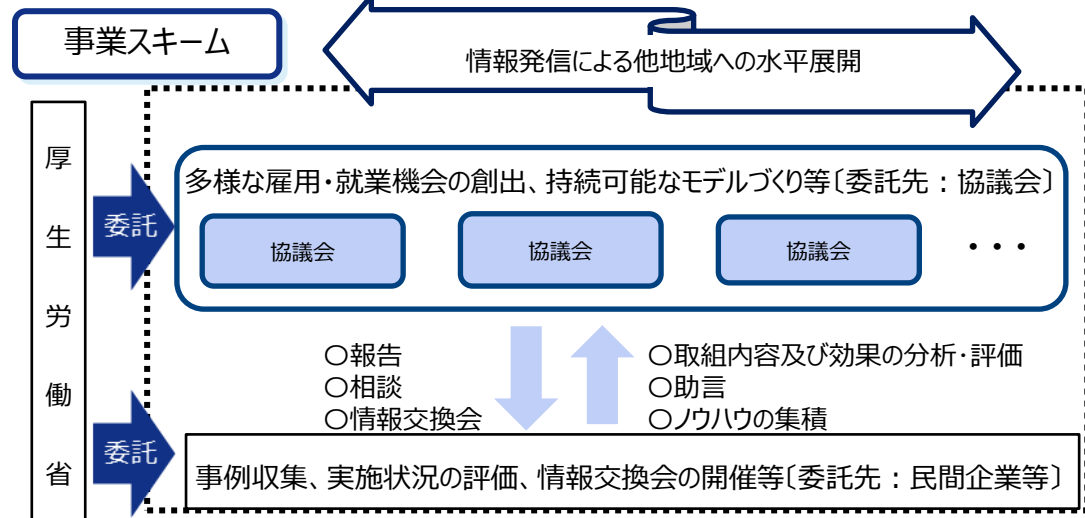 事業スキーム
情報発信による他地域への水平展開
厚生労働省
委託
多様な雇用・就業機会の創出、持続可能なモデルづくり等〔委託先：協議会〕
協議会
協議会
協議会
・・・
〇報告
〇相談
〇情報交換会
〇取組内容及び効果の分析・評価
〇助言
〇ノウハウの集積
委託
事例収集、実施状況の評価、情報交換会の開催等〔委託先：民間企業等〕